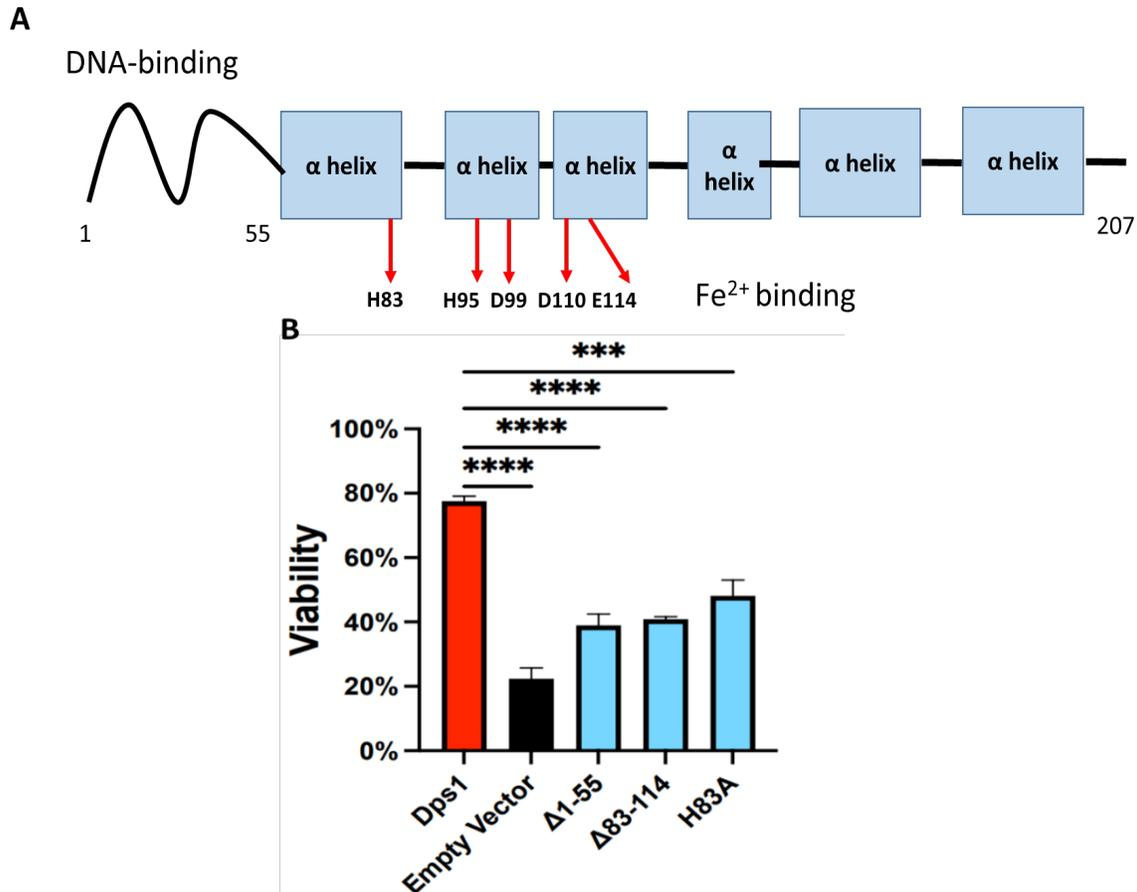 A
DNA-binding
α helix
α helix
α helix
α
helix
α helix
α helix
1
55
207
H83
H95
D99
D110
E114
Fe²⁺ binding
B
***
****
****
****
100%
80%
60%
40%
20%
0%
Viability
Dps1
Empty Vector
Δ1-55
Δ83-114
H83A